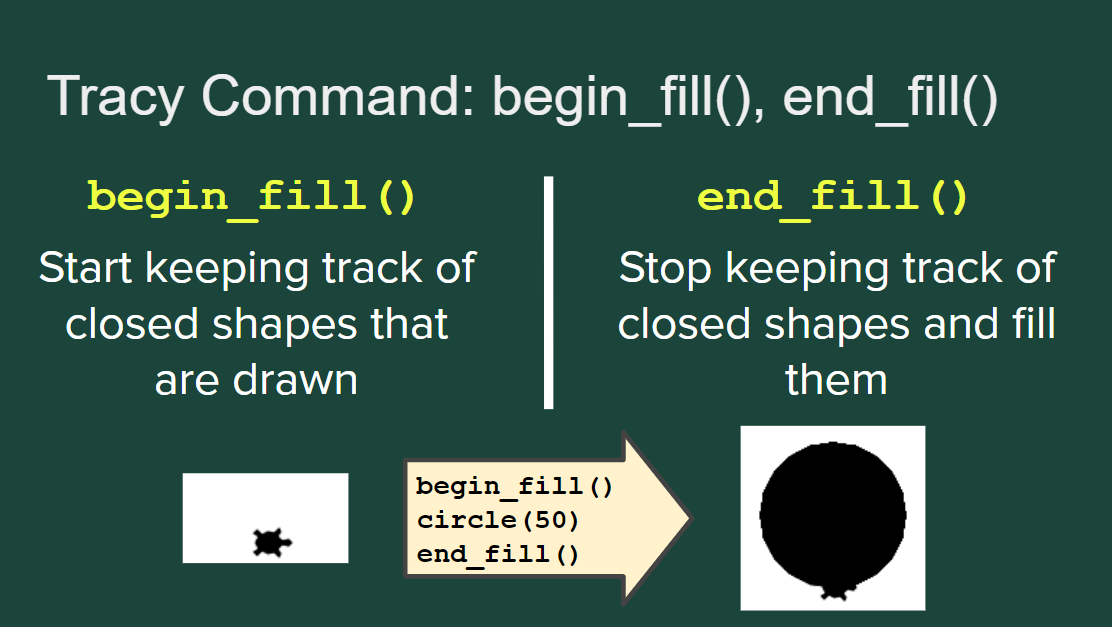 Tracy Command: begin_fill(), end_fill()
begin_fill()
Start keeping track of
closed shapes that
are drawn
end_fill()
Stop keeping track of
closed shapes and fill
them
begin_fill()
circle(50)
end_fill()